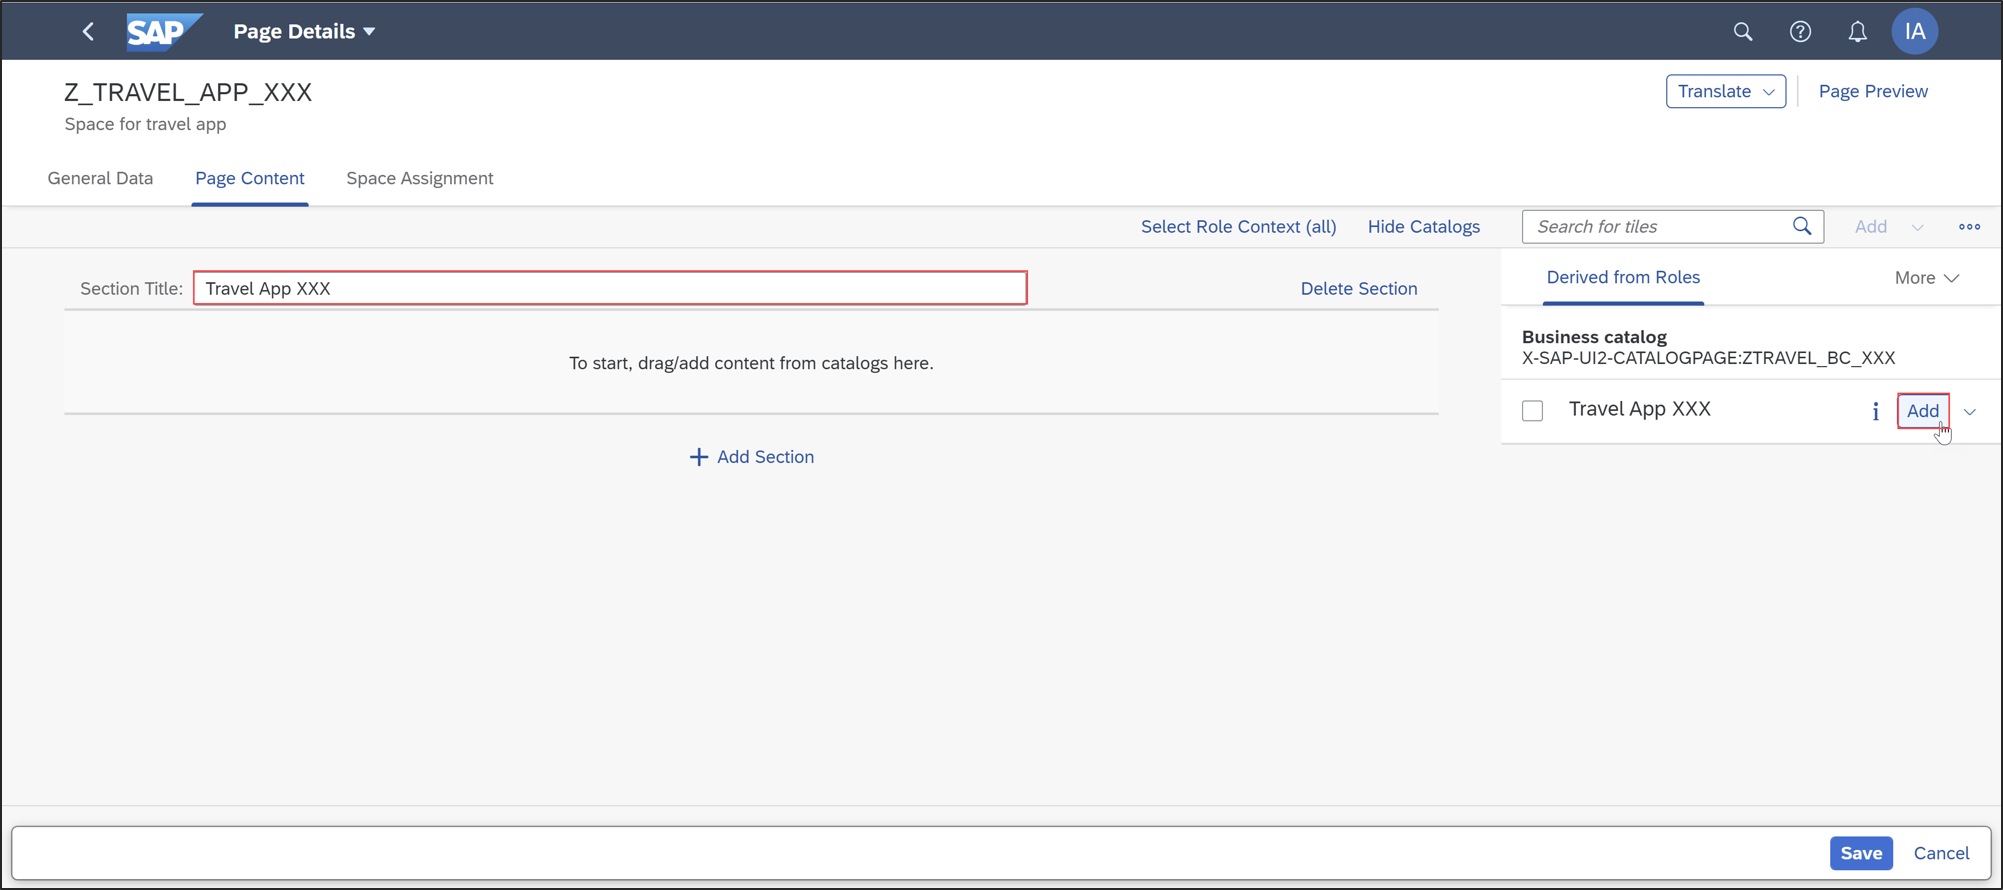 SAP Page Details
IA
Z_TRAVEL_APP_XXX
Space for travel app
Translate
Page Preview
General Data
Page Content
Space Assignment
Select Role Context (all)
Hide Catalogs
Search for tiles
Add
Section Title:
Travel App XXX
Delete Section
To start, drag/add content from catalogs here.
Add Section
Derived from Roles
More
Business catalog
X-SAP-UI2-CATALOGPAGE:ZTRAVEL_BC_XXX
Travel App XXX
i
Add
Save
Cancel